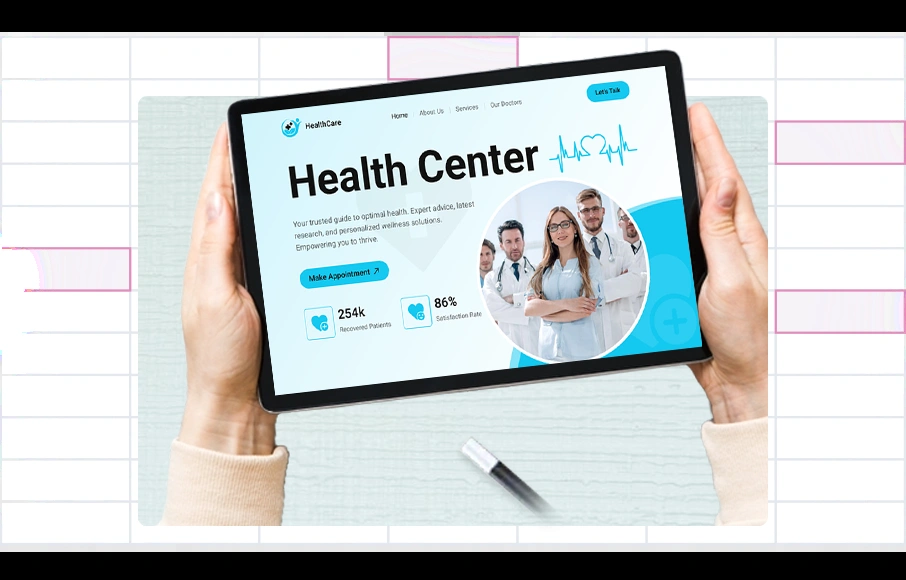 HealthCare
Home
About Us
Services
Our Doctors
Let's Talk
Health Center
Your trusted guide to optimal health. Expert advice, latest
research, and personalized wellness solutions.
Empowering you to thrive.
Make Appointment
254k
Recovered Patients
86%
Satisfaction Rate